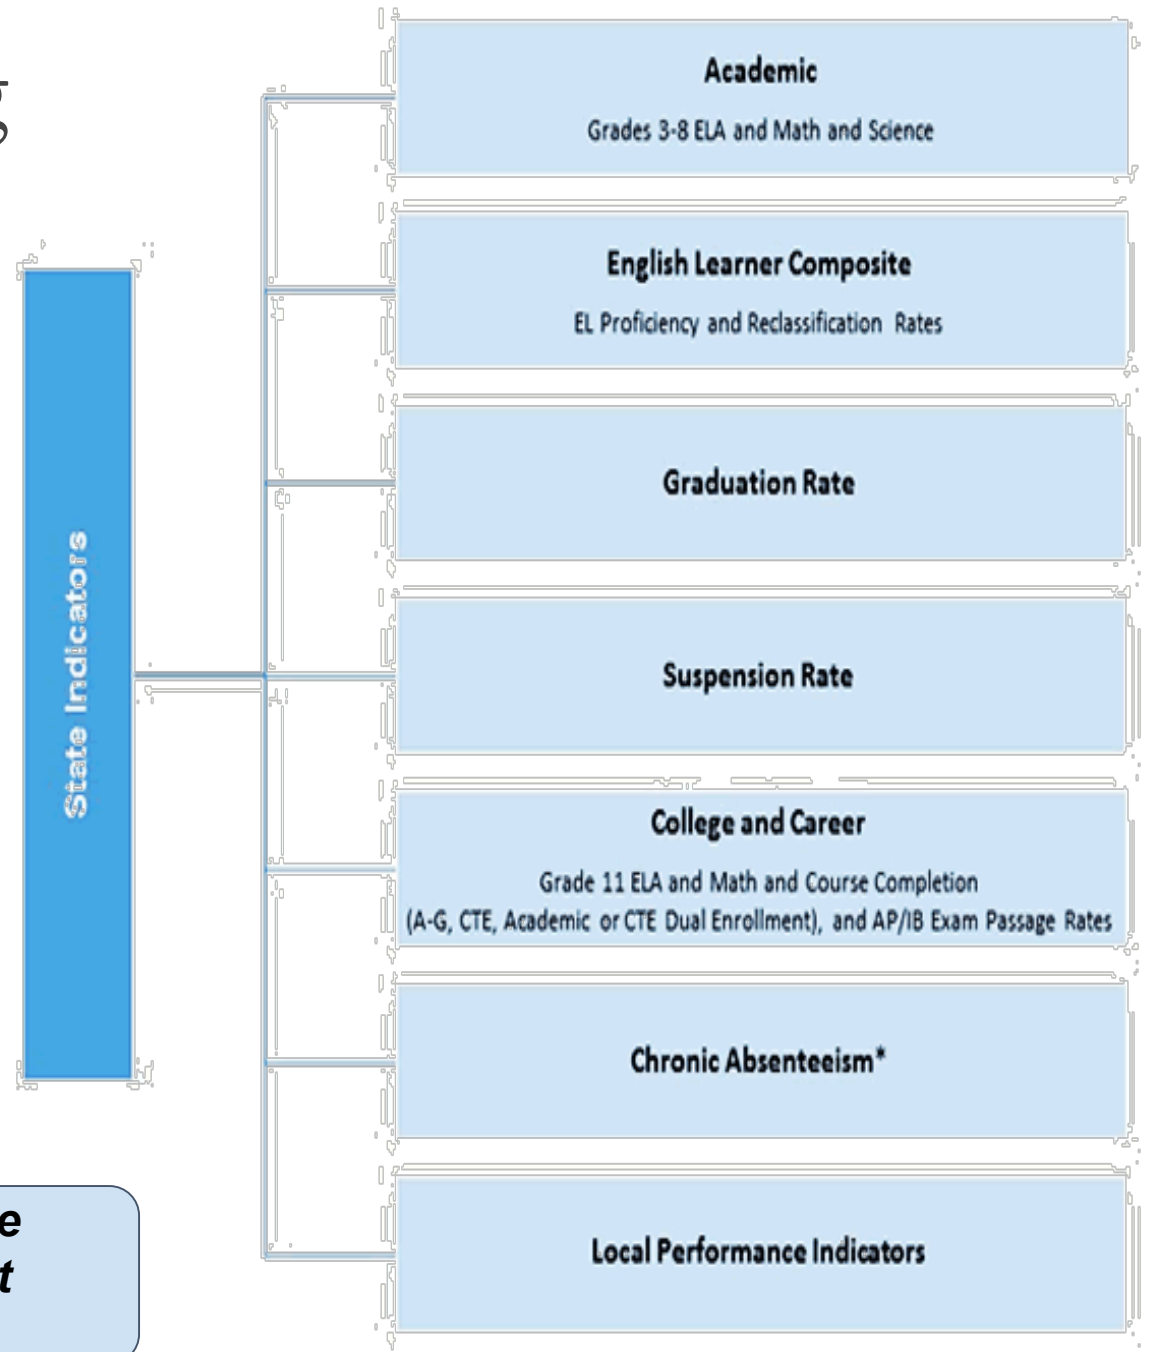 g
State Indicators
Academic
Grades 3-8 ELA and Math and Science
English Learner Composite
EL Proficiency and Reclassification Rates
Graduation Rate
Suspension Rate
College and Career
Grade 11 ELA and Math and Course Completion
(A-G, CTE, Academic or CTE Dual Enrollment), and AP/IB Exam Passage Rates
Chronic Absenteeism*
Local Performance Indicators
e
t